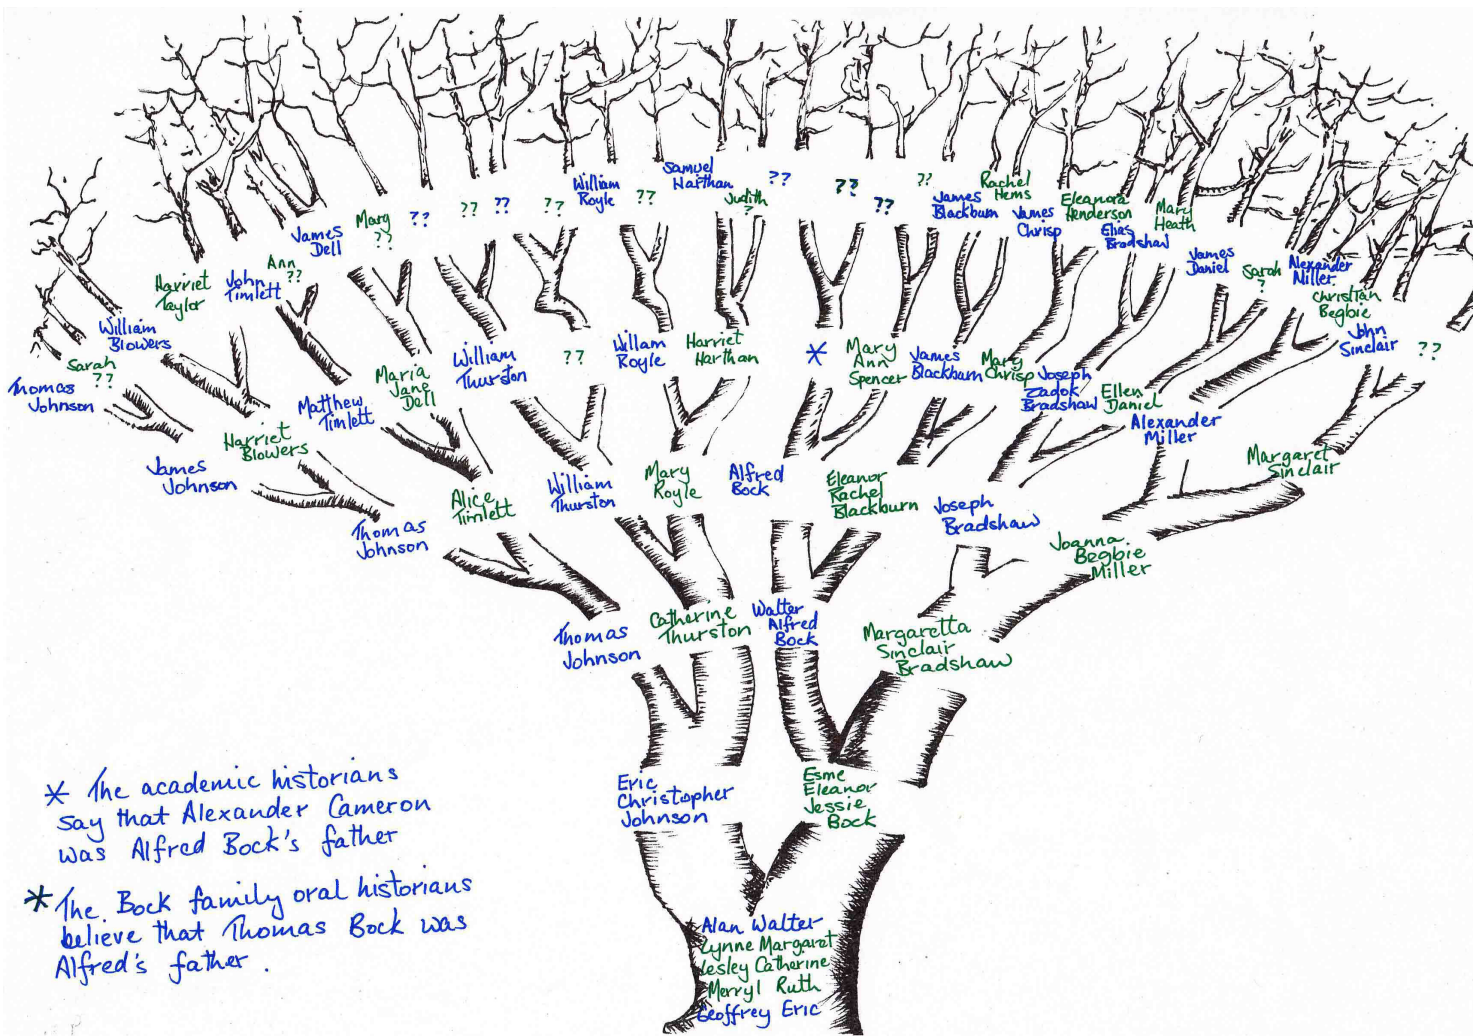 Samuel
Harthan
??
??
??
Rachel
Hems
William
Royle
??
Judith
?
??
James
Blackburn
James
Chrisp
Eleanora
Henderson
Elias
Bradshaw
Mary
Heath
James
Dell
Mary
??
??
??
??
??
Harriet
Taylor
John
Timlett
Ann
??
James
Daniel
Sarah
?
Alexander
Miller
Christian
Begbie
John
Sinclair
??
William
Blowers
Sarah
??
Thomas
Johnson
Matthew
Timlett
Maria
Jane
Dell
William
Thurston
??
Willam
Royle
Harriet
Harthan
*
Mary
Ann
Spencer
James
Blackburn
Mary
Chrisp
Joseph
Zadok
Bradshaw
Ellen
Daniel
Alexander
Miller
Margaret
Sinclair
James
Johnson
Harriet
Blowers
Thomas
Johnson
Alice
Timlett
William
Thurston
Mary
Royle
Alfred
Bock
Eleanor
Rachel
Blackburn
Joseph
Bradshaw
Joanna
Begbie
Miller
Thomas
Johnson
Catherine
Thurston
Walter
Alfred
Bock
Margaretta
Sinclair
Bradshaw
Eric
Christopher
Johnson
Esme
Eleanor
Jessie
Bock
Alan Walter
Lynne Margaret
Lesley Catherine
Merryl Ruth
Geoffrey Eric
* The academic historians
say that Alexander Cameron
was Alfred Bock's father
* The Bock family oral historians
believe that Thomas Bock was
Alfred's father.